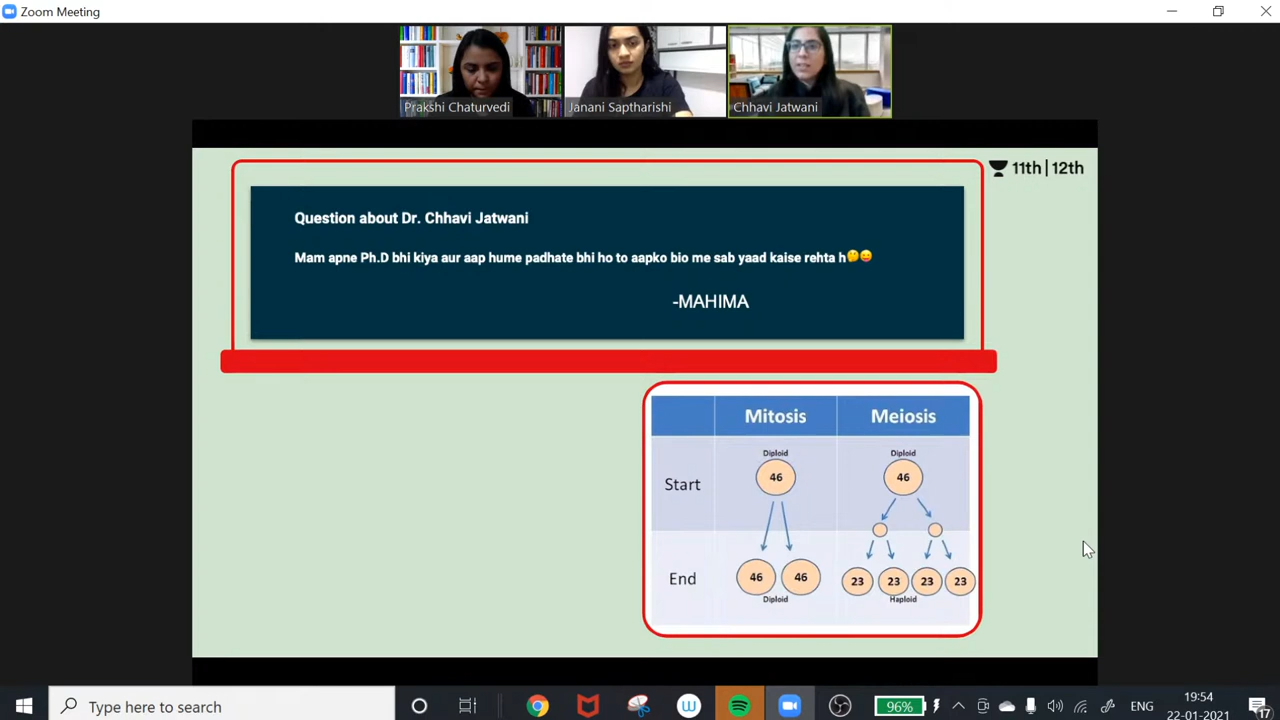 Zoom Meeting
Prakshi Chaturvedi
Janani Saptharishi
Chhavi Jatwani
11th | 12th
Question about Dr. Chhavi Jatwani
Mam apne Ph.D bhi kiya aur aap hume padhate bhi ho to aapko bio me sab yaad kaise rehta h🤔😄
-MAHIMA
Mitosis Meiosis
Diploid Diploid
Start 46 46
End 46 46 23 23 23 23
Diploid Haploid
Type here to search
96%
ENG
19:54
22-01-2021
17